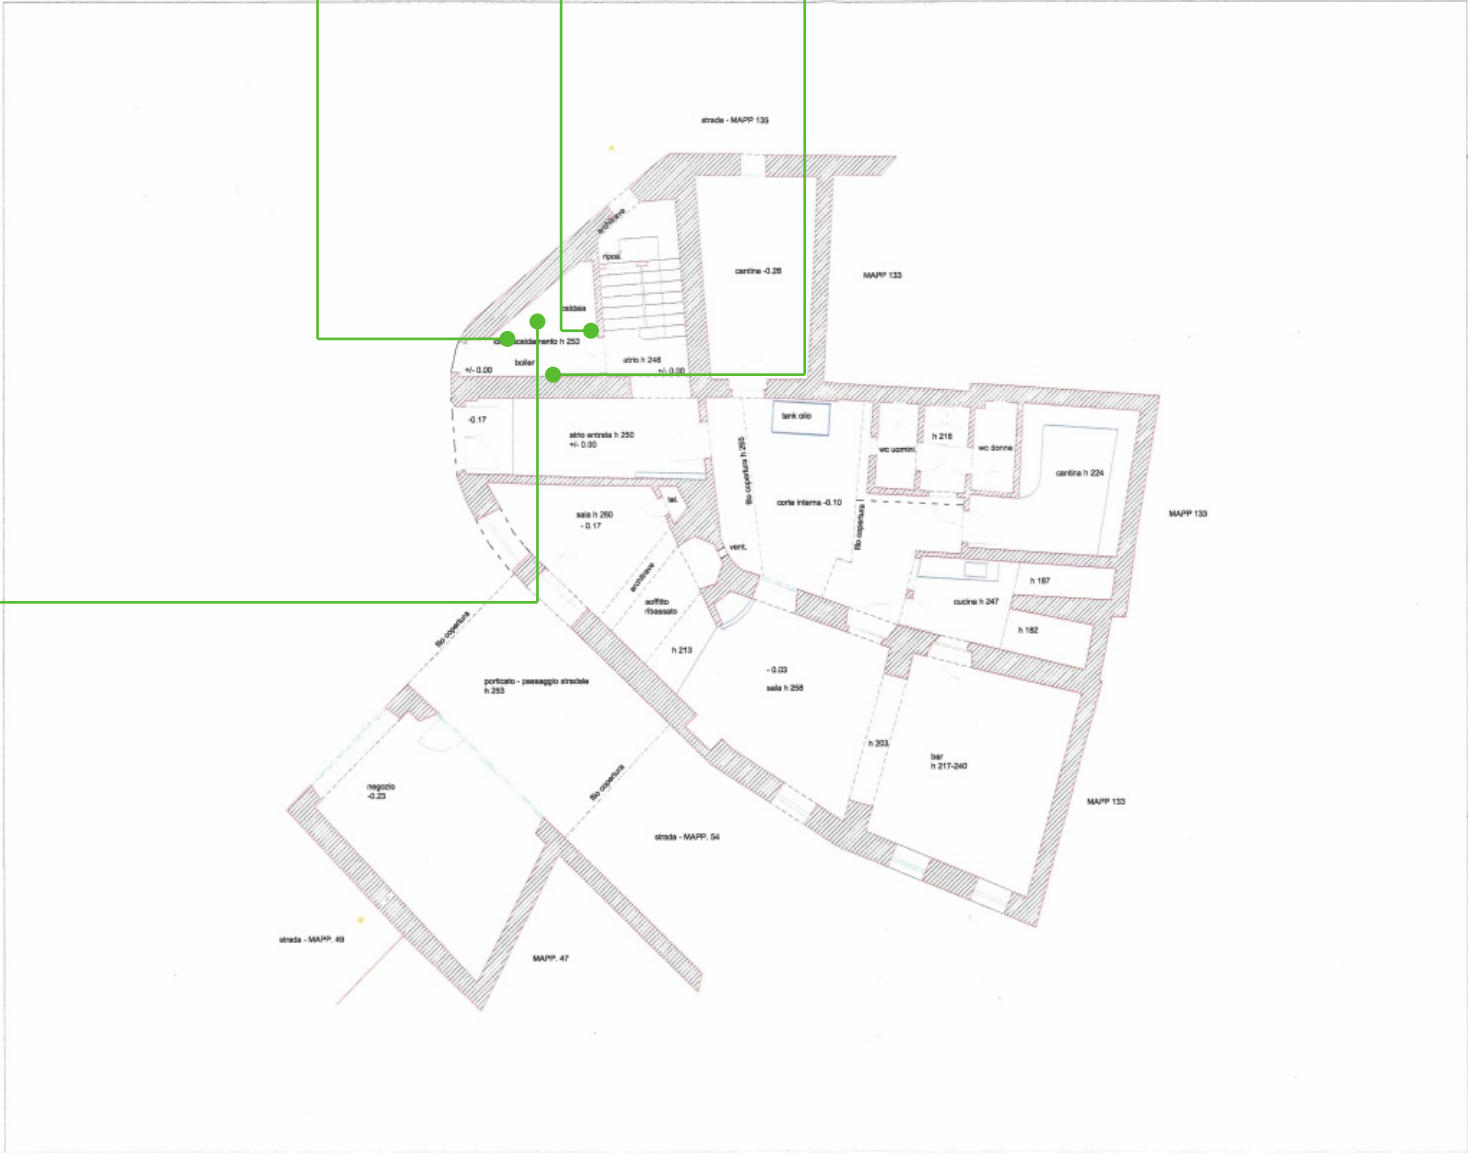 strada - MAPP 135
architrave
ripos.
cantina -0.26
MAPP 133
caldaia
riscaldamento h 253
boiler
atrio h 248
+/- 0.00
+/- 0.00
-0.17
atrio entrata h 250
+/- 0.00
tank olio
filo copertura h 265
wc uomini
h 216
wc donne
cantina h 224
tel.
sala h 260
- 0.17
corte interna -0.10
filo copertura
MAPP 133
vent.
architrave
soffitto
ribassato
h 187
cucina h 247
h 182
filo copertura
h 213
- 0.03
sala h 258
porticato - passaggio stradale
h 253
h 203
bar
h 217-240
negozio
-0.23
filo copertura
MAPP 133
strada - MAPP. 54
strada - MAPP. 49
MAPP. 47